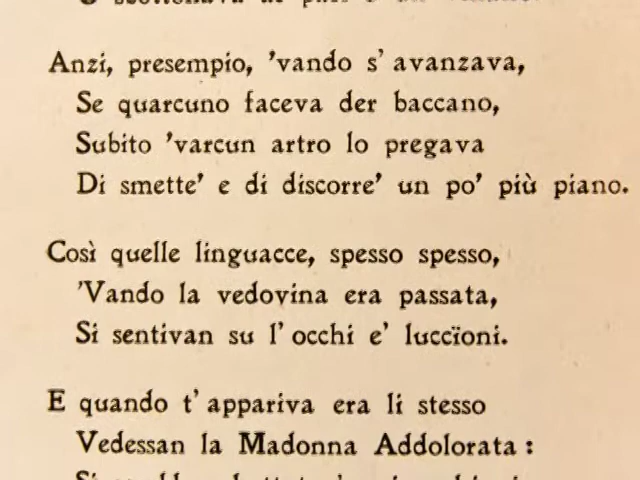 Anzi, presempio, 'vando s' avanzava,
Se quarcuno faceva der baccano,
Subito 'varcun artro lo pregava
Di smette' e di discorre' un po' più piano.
Così quelle linguacce, spesso spesso,
'Vando la vedovina era passata,
Si sentivan su l' occhi e' luccïoni.
E quando t' appariva era lí stesso
Vedessan la Madonna Addolorata :